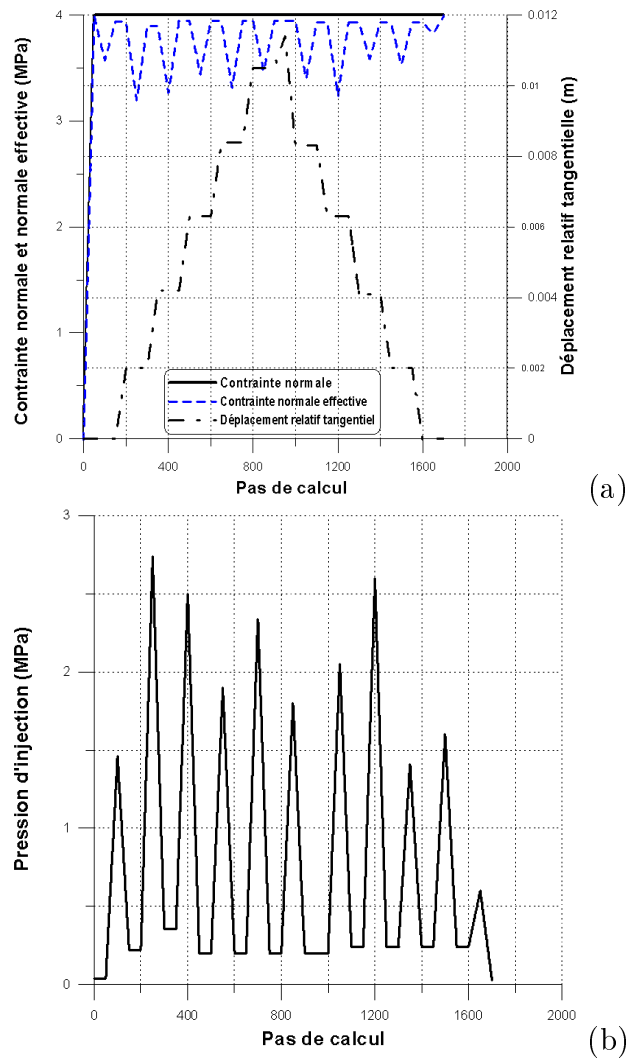 Contrainte normale et normale effective (MPa)
4
3
2
1
0
0.012
0.01
0.008
0.006
0.004
0.002
0
Déplacement relatif tangentielle (m)
Contrainte normale
Contrainte normale effective
Déplacement relatif tangentiel
0 400 800 1200 1600 2000
Pas de calcul
(a)
Pression d'injection (MPa)
3
2
1
0
0 400 800 1200 1600 2000
Pas de calcul
(b)